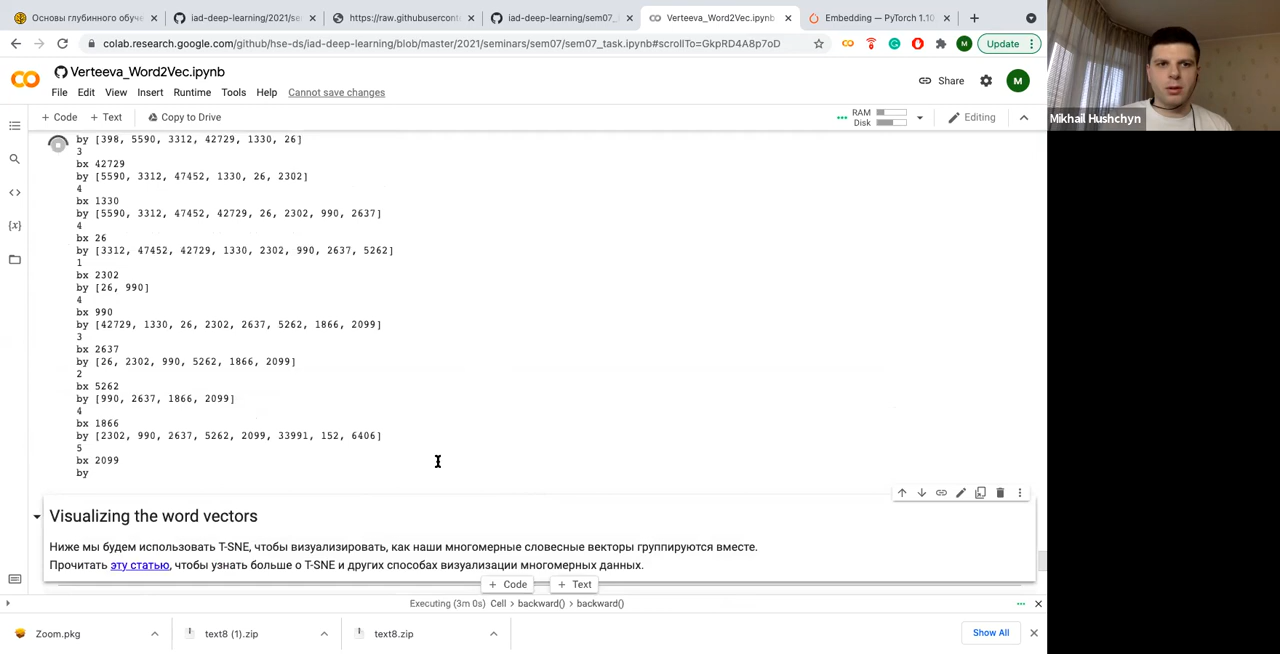 Основы глубинного обуче
iad-deep-learning/2021/se
https://raw.githubusercont
iad-deep-learning/sem07_
Verteeva_Word2Vec.ipynb
Embedding — PyTorch 1.10
colab.research.google.com/github/hse-ds/iad-deep-learning/blob/master/2021/seminars/sem07/sem07_task.ipynb#scrollTo=GkpRD4A8p7oD
M
Update
Verteeva_Word2Vec.ipynb
Share
M
File Edit View Insert Runtime Tools Help Cannot save changes
+ Code + Text Copy to Drive
RAM
Disk
Editing
Mikhail Hushchyn
by [398, 5590, 3312, 42729, 1330, 26]
3
bx 42729
by [5590, 3312, 47452, 1330, 26, 2302]
4
bx 1330
by [5590, 3312, 47452, 42729, 26, 2302, 990, 2637]
4
bx 26
by [3312, 47452, 42729, 1330, 2302, 990, 2637, 5262]
1
bx 2302
by [26, 990]
4
bx 990
by [42729, 1330, 26, 2302, 2637, 5262, 1866, 2099]
3
bx 2637
by [26, 2302, 990, 5262, 1866, 2099]
2
bx 5262
by [990, 2637, 1866, 2099]
4
bx 1866
by [2302, 990, 2637, 5262, 2099, 33991, 152, 6406]
5
bx 2099
by
Visualizing the word vectors
Ниже мы будем использовать T-SNE, чтобы визуализировать, как наши многомерные словесные векторы группируются вместе.
Прочитать эту статью, чтобы узнать больше о T-SNE и других способах визуализации многомерных данных.
+ Code + Text
Executing (3m 0s) Cell > backward() > backward()
Zoom.pkg
text8 (1).zip
text8.zip
Show All